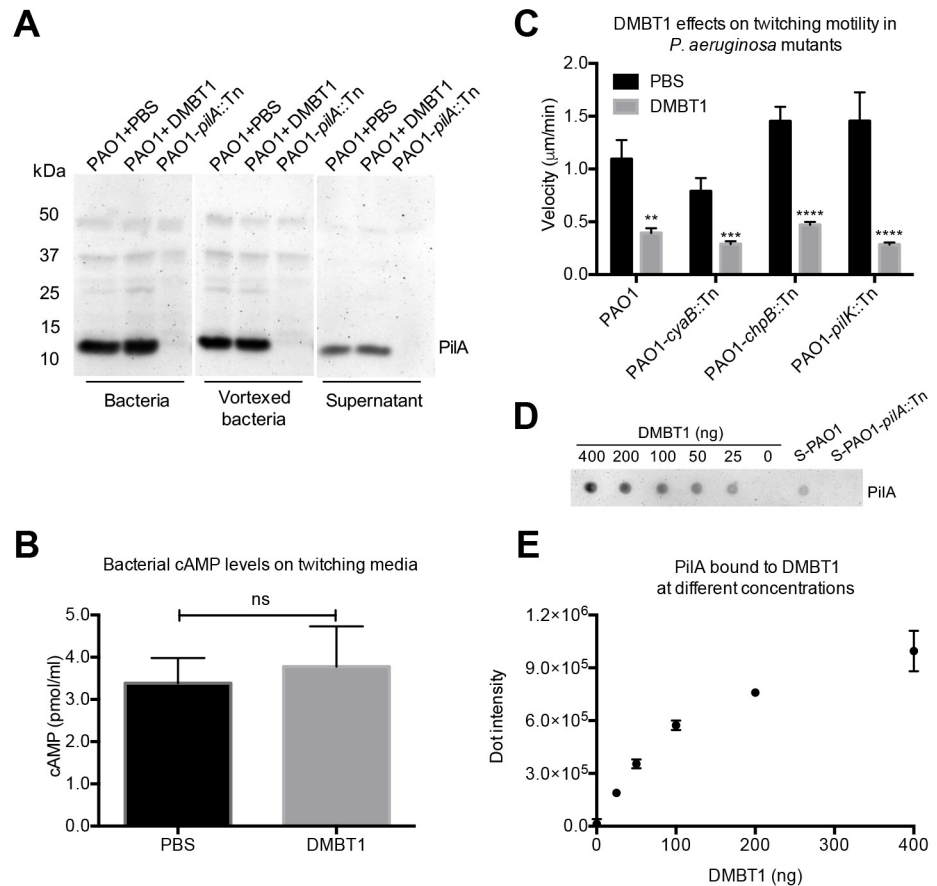 A
PAO1+PBS
PAO1+DMBT1
PAO1-pilA::Tn
PAO1+PBS
PAO1+DMBT1
PAO1-pilA::Tn
PAO1+PBS
PAO1+DMBT1
PAO1-pilA::Tn
kDa
50
37
25
15
10
PilA
Bacteria
Vortexed
bacteria
Supernatant
B
Bacterial cAMP levels on twitching media
ns
cAMP (pmol/ml)
5.0
4.0
3.0
2.0
1.0
0.0
PBS
DMBT1
C
DMBT1 effects on twitching motility in
P. aeruginosa mutants
PBS
DMBT1
Velocity (μm/min)
2.0
1.5
1.0
0.5
0.0
**
***
****
****
PAO1
PAO1-cyaB::Tn
PAO1-chpB::Tn
PAO1-pilK::Tn
D
DMBT1 (ng)
400 200 100 50 25 0
S-PAO1
S-PAO1-pilA::Tn
PilA
E
PilA bound to DMBT1
at different concentrations
Dot intensity
1.2×10⁶
9.0×10⁵
6.0×10⁵
3.0×10⁵
0.0
0 100 200 300 400
DMBT1 (ng)